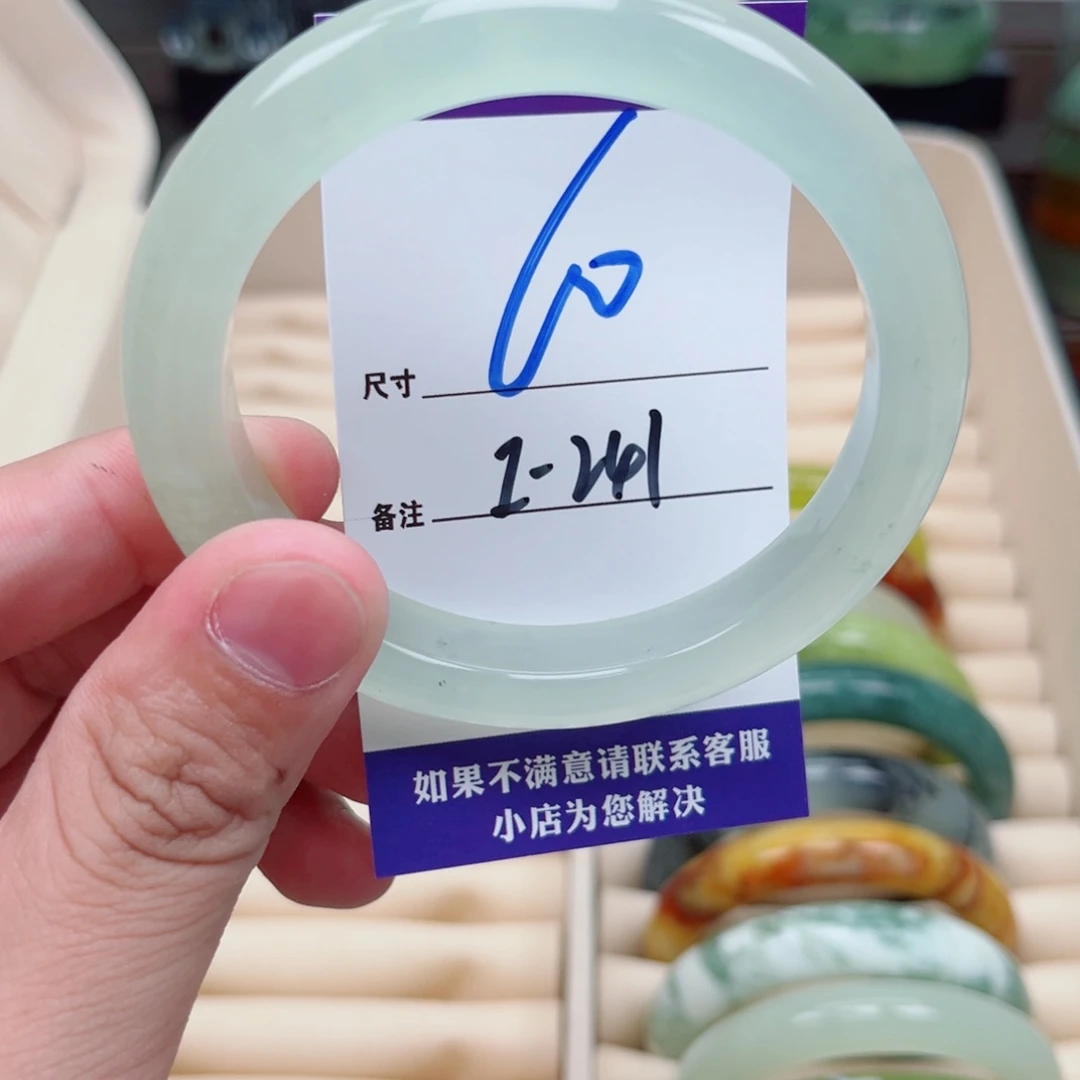 60
尺寸
1-241
备注
如果不满意请联系客服
小店为您解决